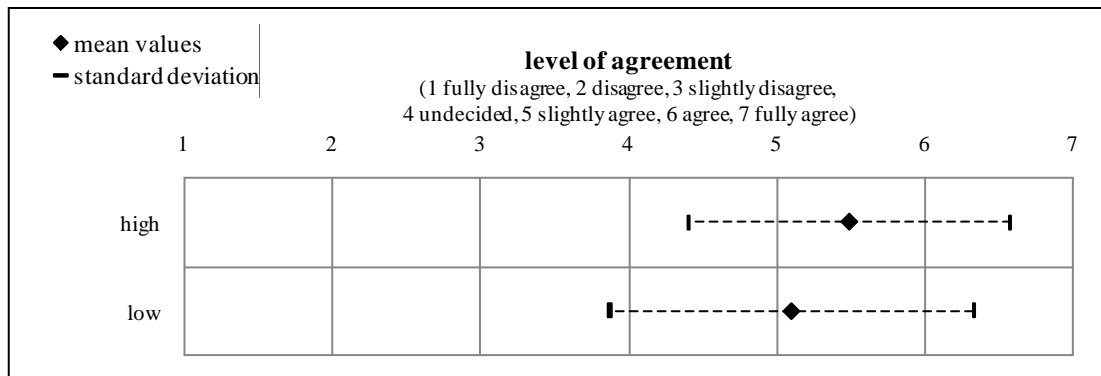 mean values
standard deviation
level of agreement
(1 fully disagree, 2 disagree, 3 slightly disagree,
4 undecided, 5 slightly agree, 6 agree, 7 fully agree)
1 2 3 4 5 6 7
high
low